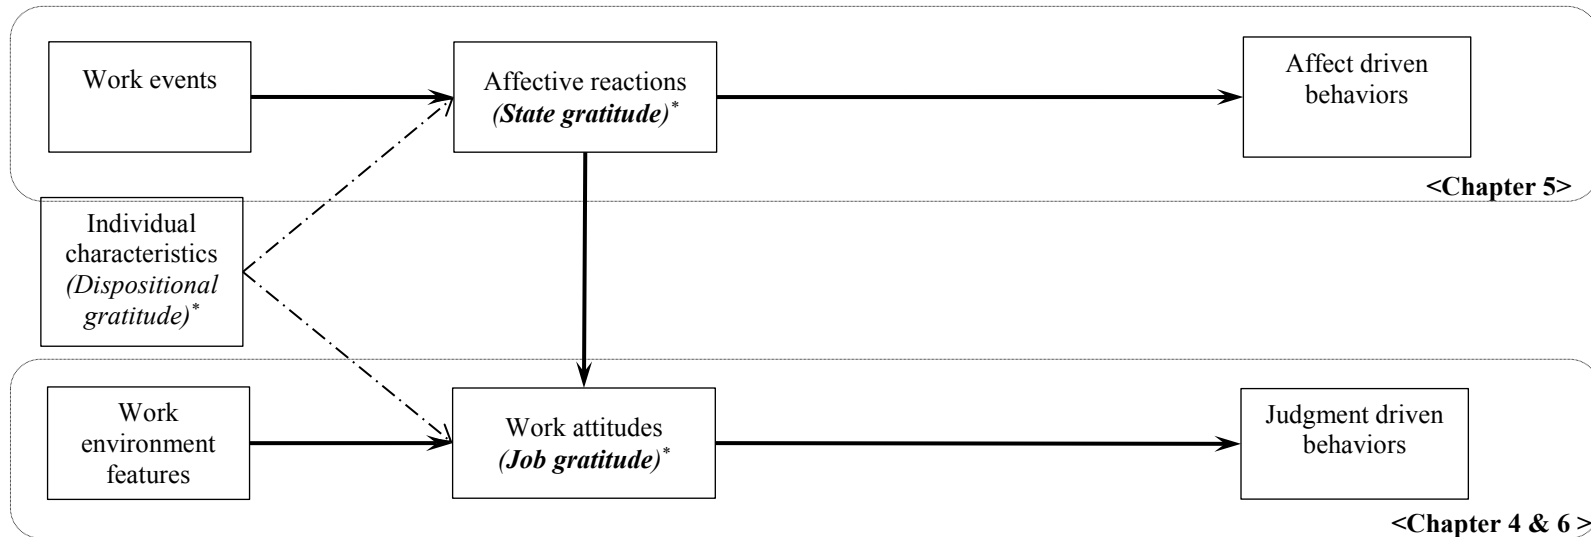 Work events
Affective reactions
(State gratitude)*
Affect driven
behaviors
<Chapter 5>
Individual
characteristics
(Dispositional
gratitude)*
Work
environment
features
Work attitudes
(Job gratitude)*
Judgment driven
behaviors
<Chapter 4 & 6 >